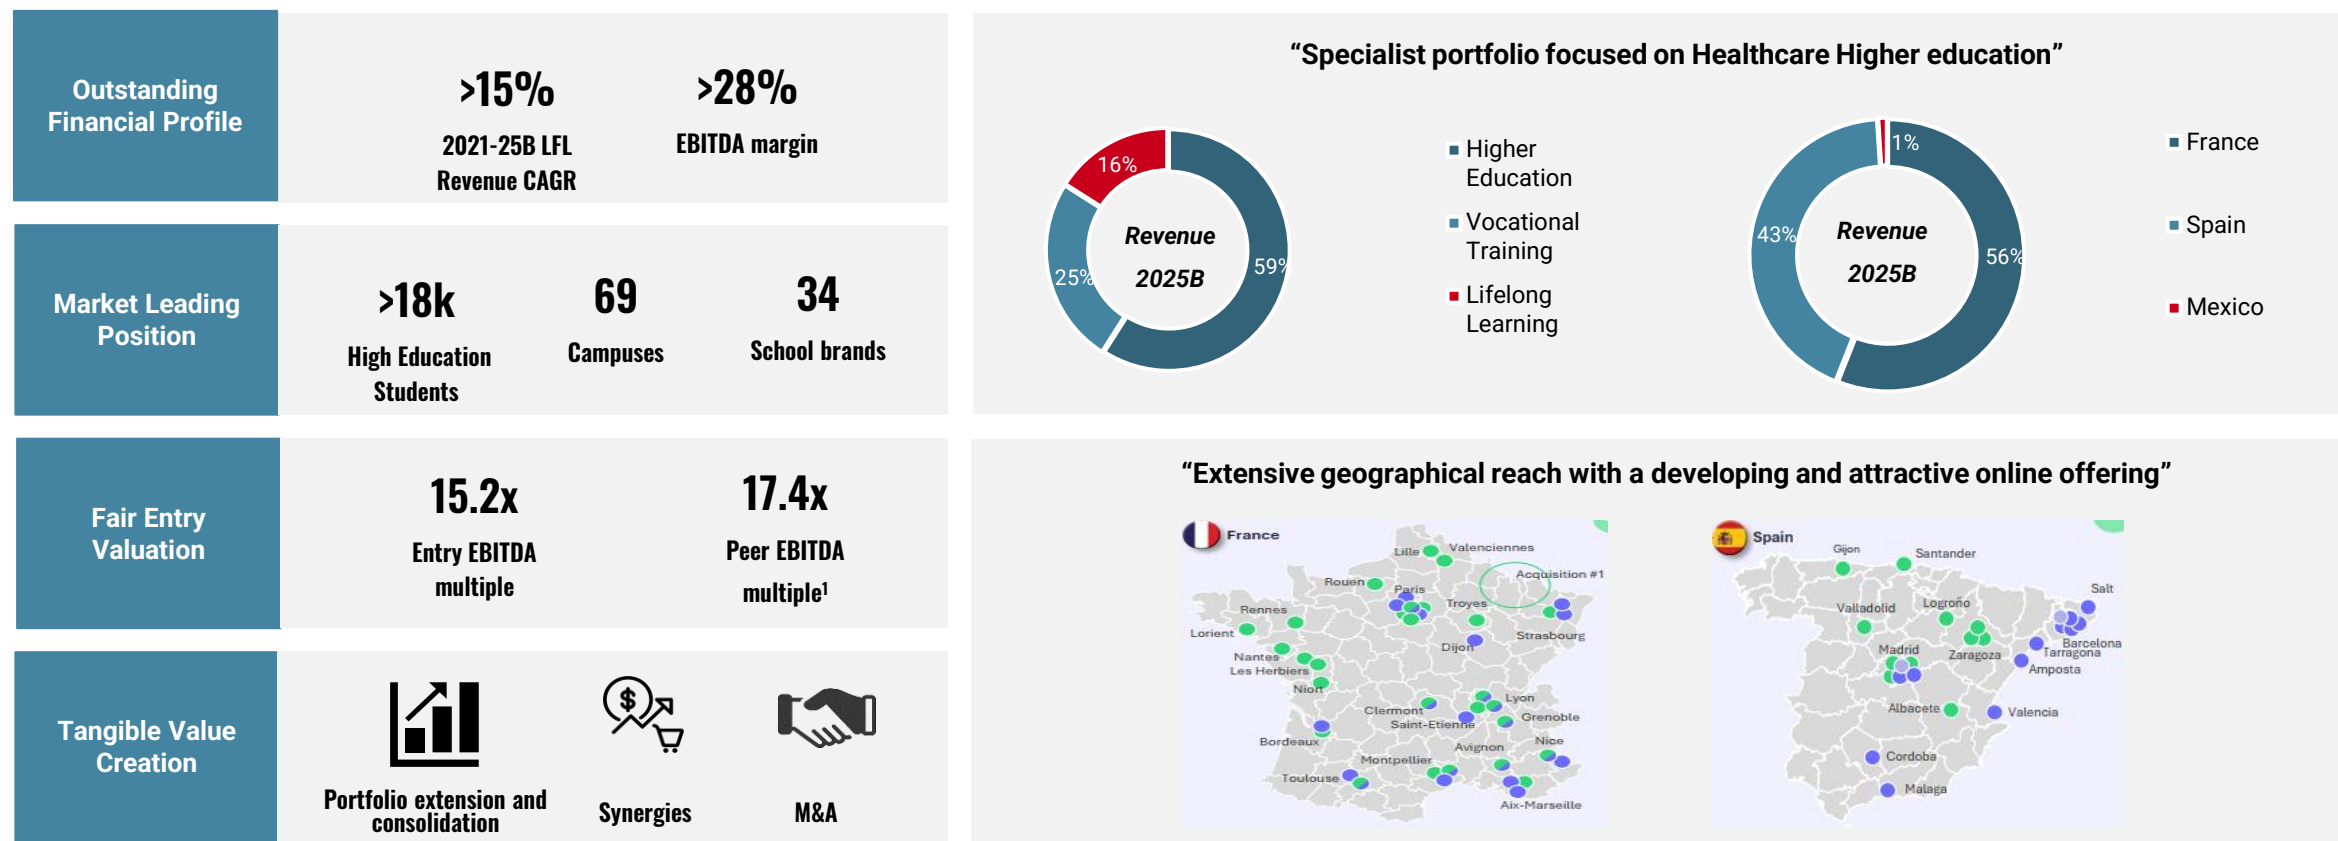 Outstanding
Financial Profile
>15%
2021-25B LFL
Revenue CAGR
>28%
EBITDA margin
Market Leading
Position
>18k
High Education
Students
69
Campuses
34
School brands
Fair Entry
Valuation
15.2x
Entry EBITDA
multiple
17.4x
Peer EBITDA
multiple¹
Tangible Value
Creation
Portfolio extension and
consolidation
$
Synergies
M&A
“Specialist portfolio focused on Healthcare Higher education”
16%
25%
59%
Revenue
2025B
Higher
Education
Vocational
Training
Lifelong
Learning
1%
43%
56%
Revenue
2025B
France
Spain
Mexico
“Extensive geographical reach with a developing and attractive online offering”
France
Lille
Valenciennes
Acquisition #1
Rouen
Paris
Troyes
Rennes
Lorient
Strasbourg
Dijon
Nantes
Les Herbiers
Niort
Lyon
Clermont
Saint-Etienne
Grenoble
Bordeaux
Avignon
Nice
Montpellier
Toulouse
Aix-Marseille
Spain
Gijon
Santander
Salt
Valladolid
Logroño
Barcelona
Madrid
Zaragoza
Tarragona
Amposta
Albacete
Valencia
Cordoba
Malaga